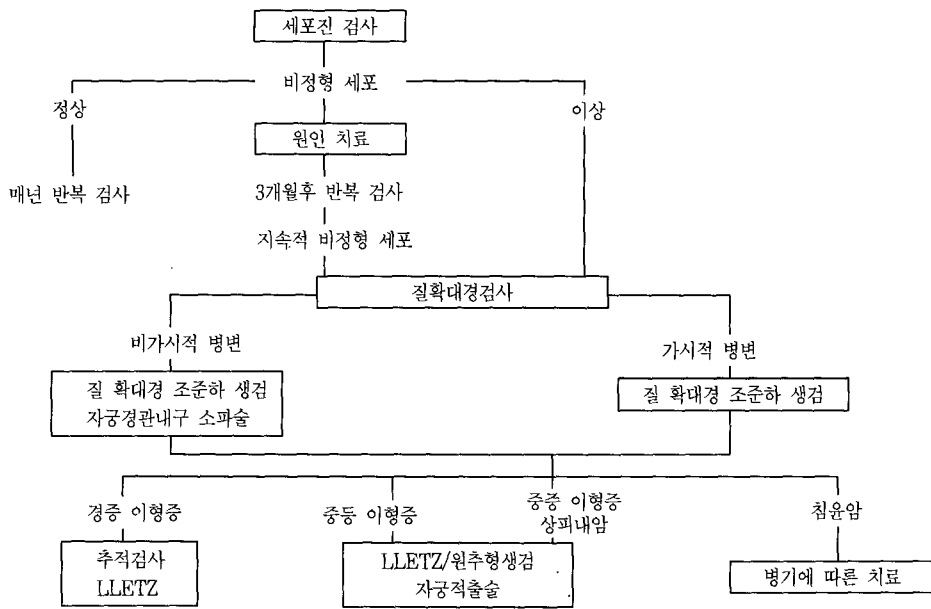 세포진 검사
비정형 세포
정상
이상
원인 치료
매년 반복 검사
3개월후 반복 검사
지속적 비정형 세포
질확대경검사
비가시적 병변
가시적 병변
질 확대경 조준하 생검
자궁경관내구 소파술
질 확대경 조준하 생검
경증 이형증
중등 이형증
중증 이형증
상피내암
침윤암
추적검사
LLETZ
LLETZ/원추형생검
자궁적출술
병기에 따른 치료